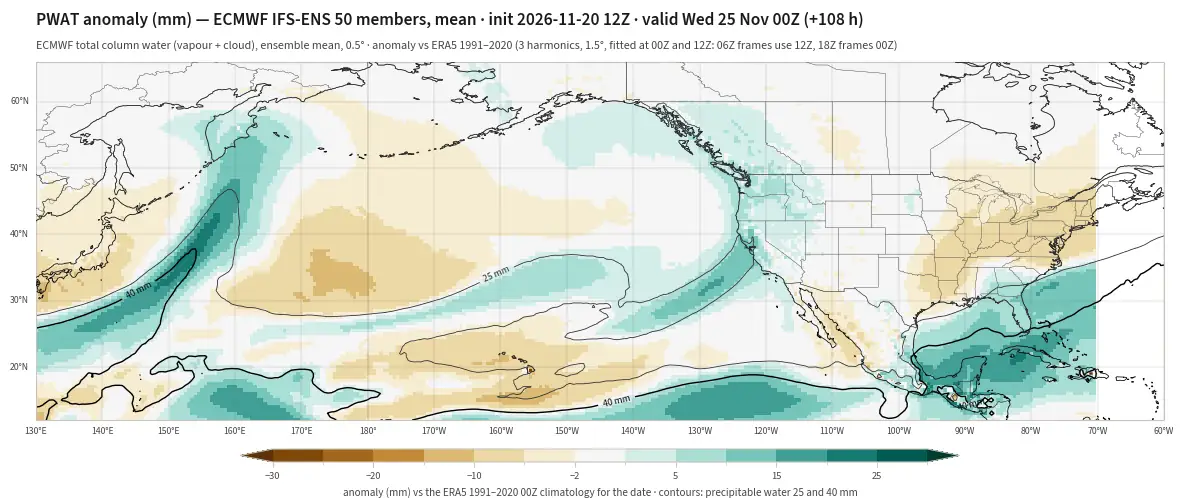 PWAT anomaly (mm) — ECMWF IFS-ENS 50 members, mean · init 2026-11-20 12Z · valid Wed 25 Nov 00Z (+108 h)
ECMWF total column water (vapour + cloud), ensemble mean, 0.5° · anomaly vs ERA5 1991–2020 (3 harmonics, 1.5°, fitted at 00Z and 12Z: 06Z frames use 12Z, 18Z frames 00Z)
60°N
50°N
40°N
30°N
20°N
25 mm
40 mm
40 mm
130°E 140°E 150°E 160°E 170°E 180° 170°W 160°W 150°W 140°W 130°W 120°W 110°W 100°W 90°W 80°W 70°W 60°W
−30 −20 −10 −2 5 15 25
anomaly (mm) vs the ERA5 1991–2020 00Z climatology for the date · contours: precipitable water 25 and 40 mm